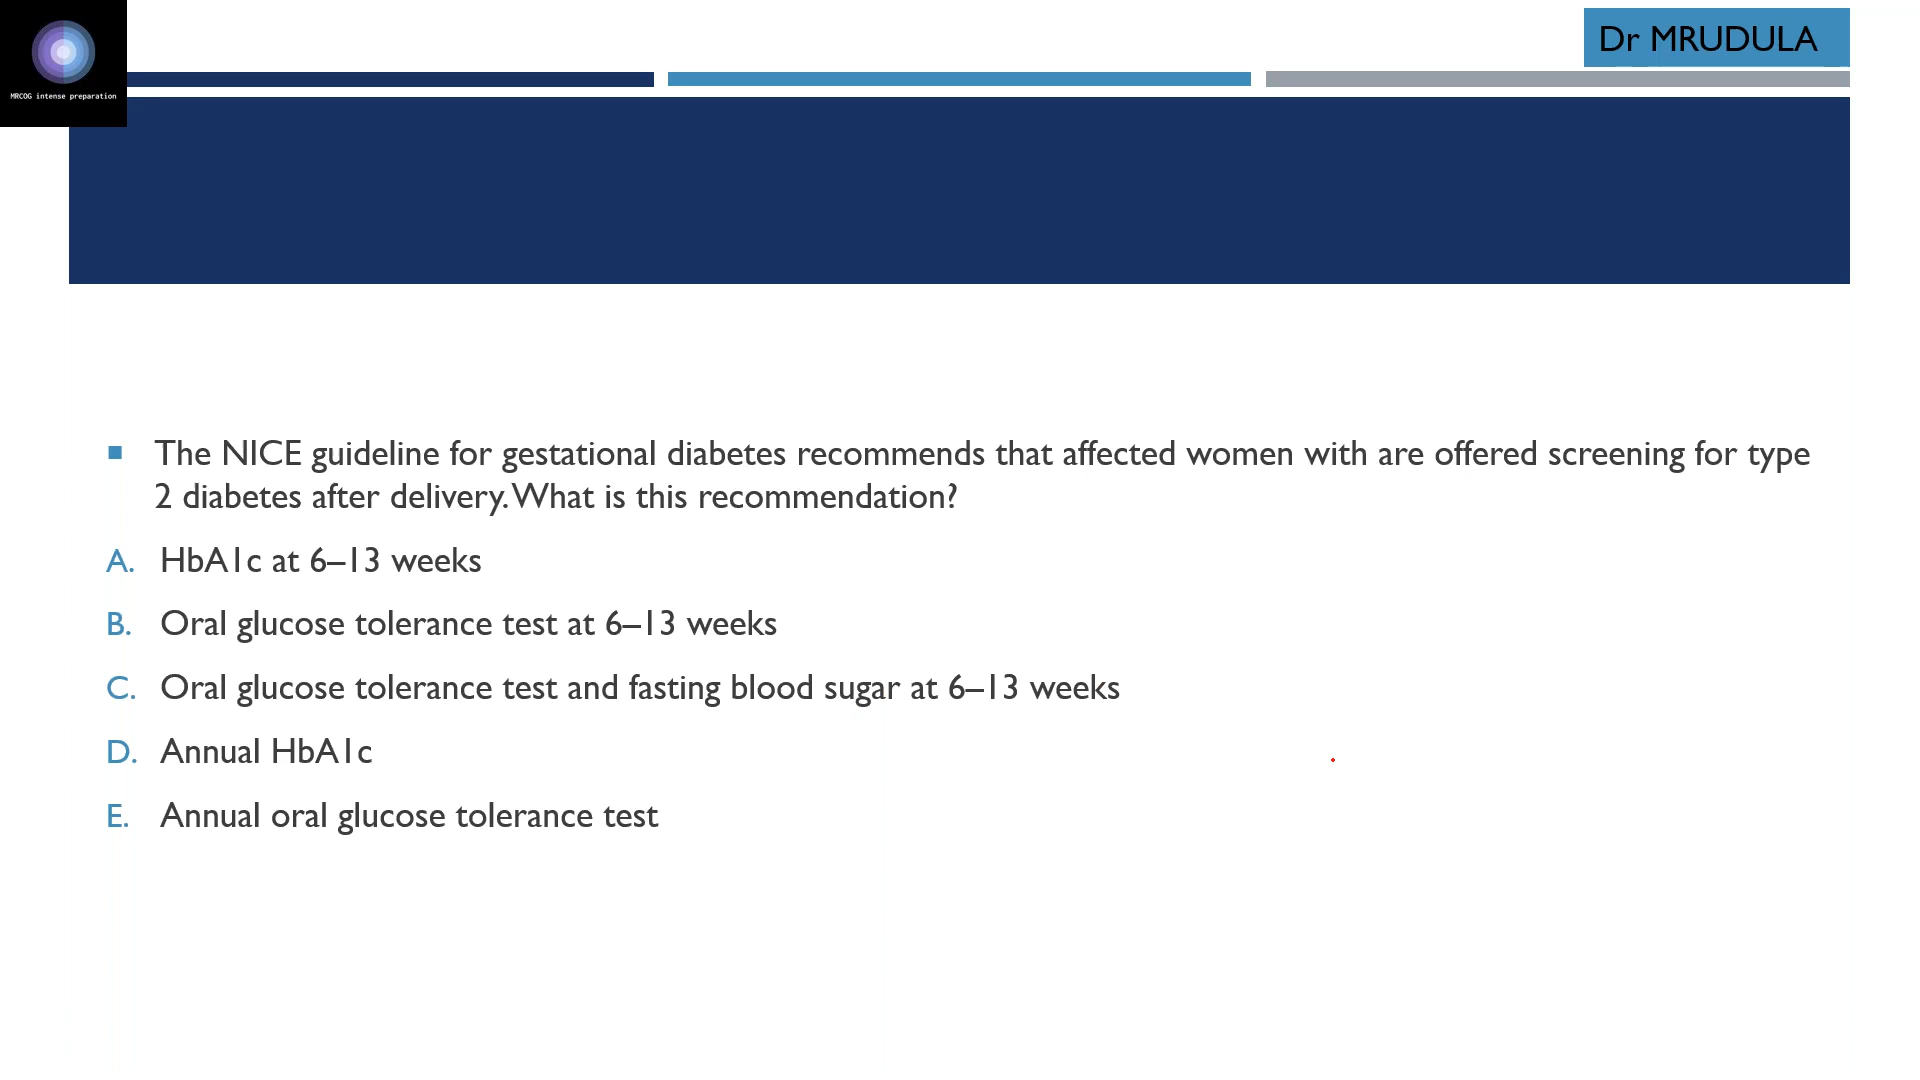 Dr MRUDULA
MRCOG intense preparation
The NICE guideline for gestational diabetes recommends that affected women with are offered screening for type
2 diabetes after delivery. What is this recommendation?
A. HbA1c at 6–13 weeks
B. Oral glucose tolerance test at 6–13 weeks
C. Oral glucose tolerance test and fasting blood sugar at 6–13 weeks
D. Annual HbA1c
E. Annual oral glucose tolerance test